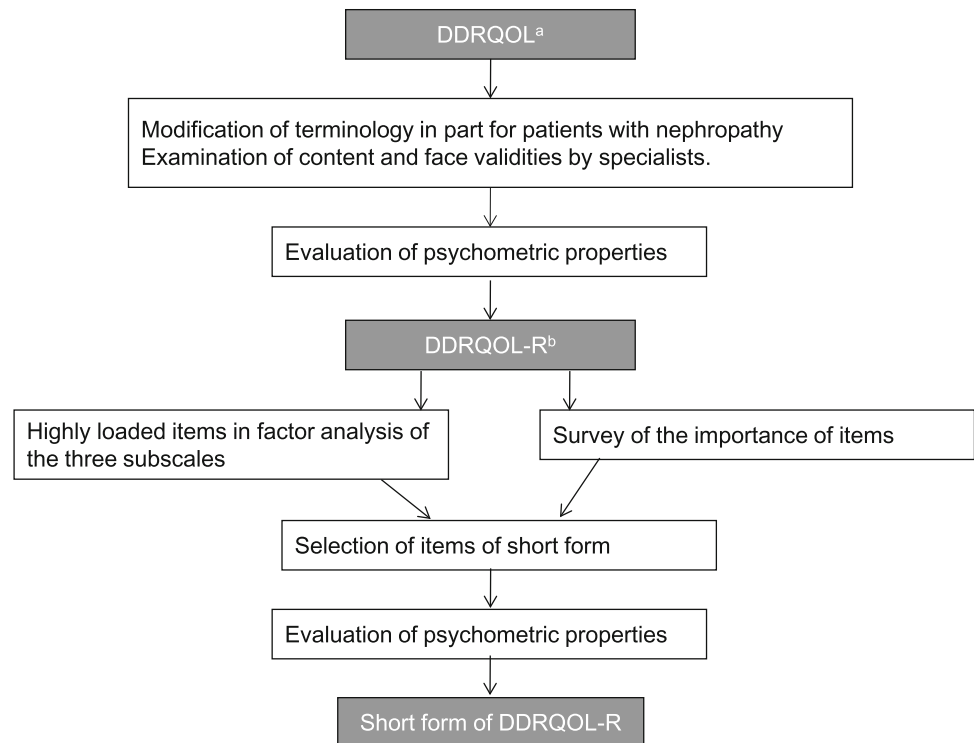 DDRQOLᵃ
Modification of terminology in part for patients with nephropathy
Examination of content and face validities by specialists.
Evaluation of psychometric properties
DDRQOL-Rᵇ
Highly loaded items in factor analysis of
the three subscales
Survey of the importance of items
Selection of items of short form
Evaluation of psychometric properties
Short form of DDRQOL-R